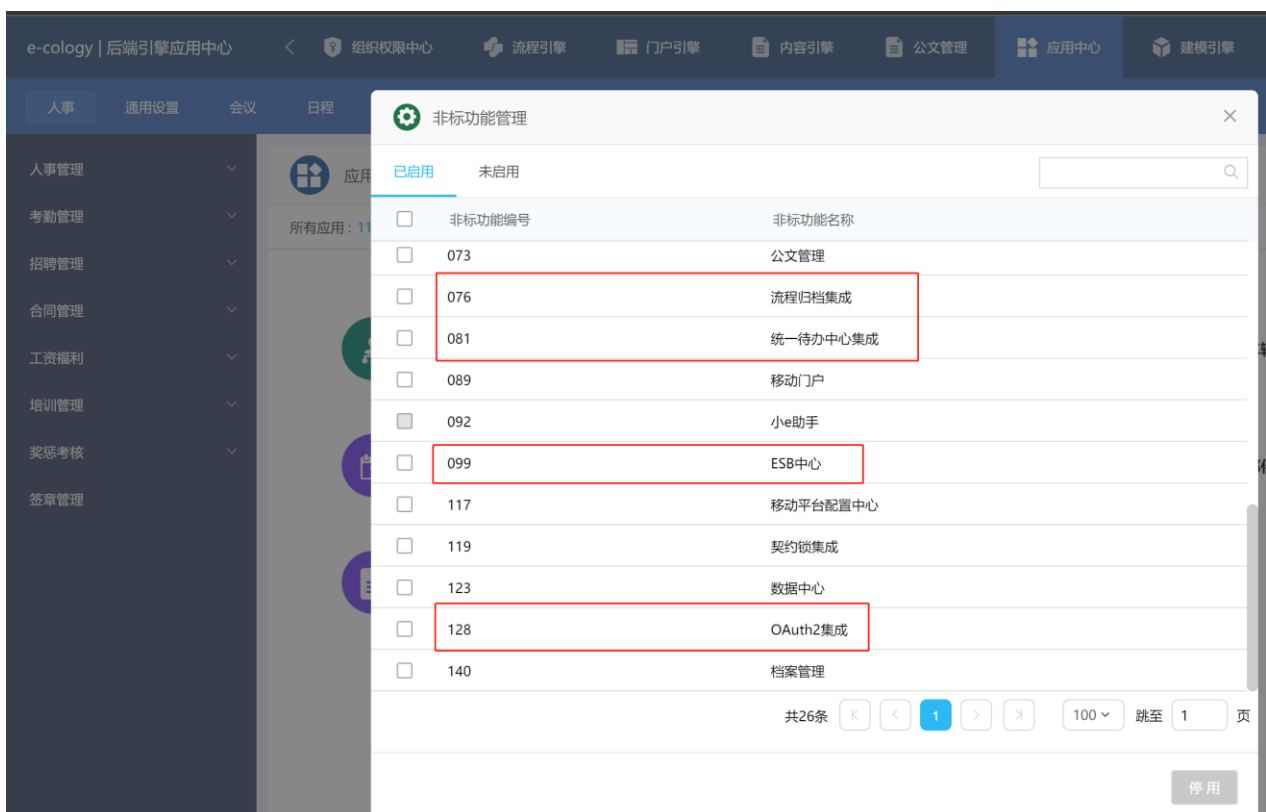 e-cology | 后端引擎应用中心 组织权限中心 流程引擎 门户引擎 内容引擎 公文管理 应用中心 建模引擎
人事 通用设置 会议 日程
非标功能管理
人事管理
考勤管理
招聘管理
合同管理
工资福利
培训管理
奖惩考核
签章管理
应用
所有应用 : 11
已启用 未启用
非标功能编号 非标功能名称
073 公文管理
076 流程归档集成
081 统一待办中心集成
089 移动门户
092 小e助手
099 ESB中心
117 移动平台配置中心
119 契约锁集成
123 数据中心
128 OAuth2集成
140 档案管理
共26条 1 100 跳至 1 页
停用